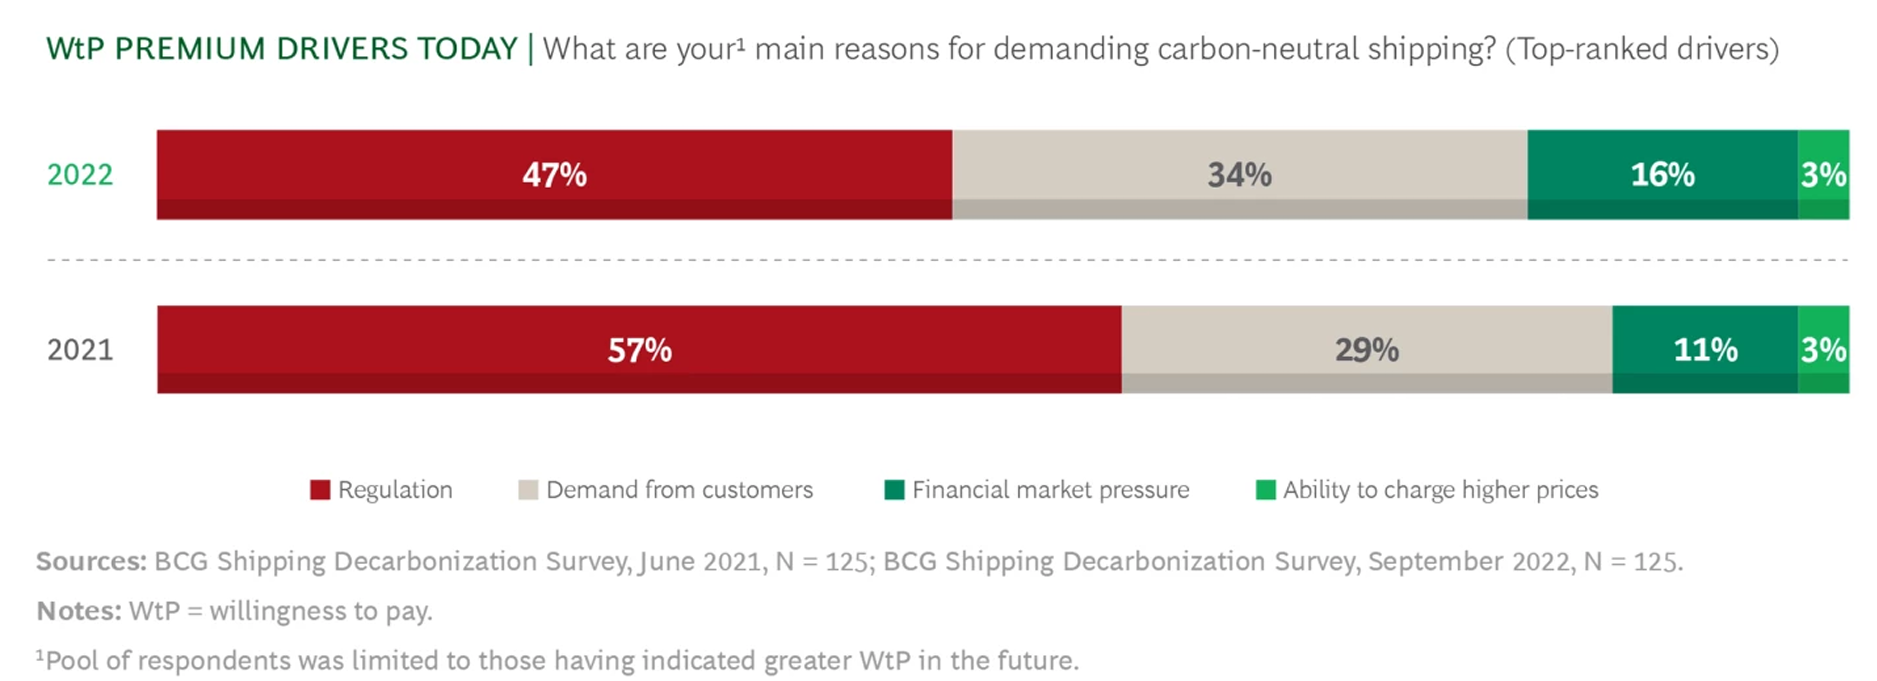 WtP PREMIUM DRIVERS TODAY | What are your¹ main reasons for demanding carbon-neutral shipping? (Top-ranked drivers)
2022 47% 34% 16% 3%
2021 57% 29% 11% 3%
Regulation Demand from customers Financial market pressure Ability to charge higher prices
Sources: BCG Shipping Decarbonization Survey, June 2021, N = 125; BCG Shipping Decarbonization Survey, September 2022, N = 125.
Notes: WtP = willingness to pay.
¹Pool of respondents was limited to those having indicated greater WtP in the future.